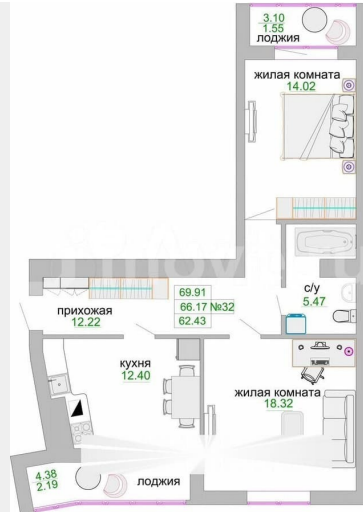 3.10
1.55
лоджия
жилая комната
14.02
с/у
5.47
69.91
66.17 №32
62.43
прихожая
12.22
кухня
12.40
жилая комната
18.32
4.38
2.19
лоджия